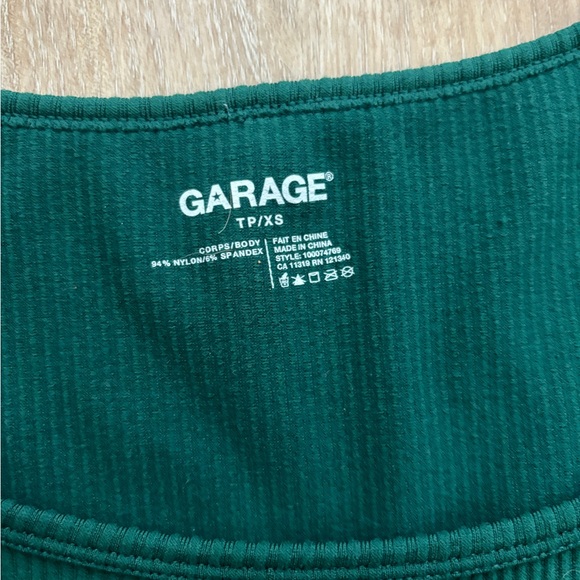 GARAGE®
TP/XS
CORPS/BODY
94% NYLON/6% SPANDEX
FAIT EN CHINE
MADE IN CHINA
STYLE: 100074769
CA 11319 RN 121340